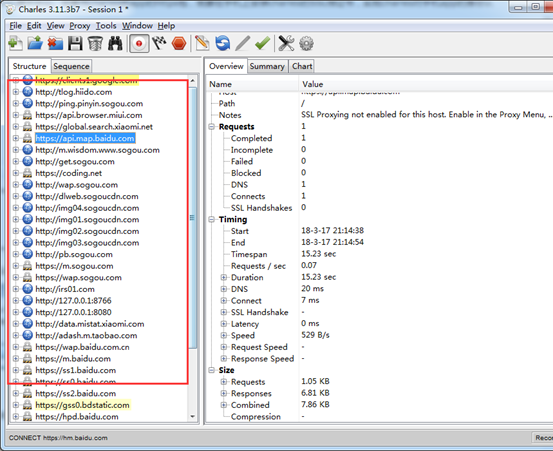 Charles 3.11.3b7 - Session 1 *
File Edit View Proxy Tools Window Help
Structure Sequence
https://clients1.google.com
http://tlog.hiido.com
http://ping.pinyin.sogou.com
https://api.browser.miui.com
https://global.search.xiaomi.net
https://api.map.baidu.com
http://m.wisdom.www.sogou.com
http://get.sogou.com
https://coding.net
http://wap.sogou.com
http://dlweb.sogoucdn.com
http://img04.sogoucdn.com
http://img01.sogoucdn.com
http://img02.sogoucdn.com
http://img03.sogoucdn.com
http://pb.sogou.com
https://m.sogou.com
https://wap.sogou.com
http://irs01.com
http://127.0.0.1:8766
http://127.0.0.1:8080
http://data.mistat.xiaomi.com
http://adash.m.taobao.com
https://wap.baidu.com.cn
https://m.baidu.com
https://ss1.baidu.com
https://ss0.baidu.com
https://ss2.baidu.com
https://gss0.bdstatic.com
https://hpd.baidu.com
Overview Summary Chart
Name Value
Host https://api.map.baidu.com
Path /
Notes SSL Proxying not enabled for this host. Enable in the Proxy Menu, ...
Requests 1
Completed 1
Incomplete 0
Failed 0
Blocked 0
DNS 1
Connects 1
SSL Handshakes 0
Timing
Start 18-3-17 21:14:38
End 18-3-17 21:14:54
Timespan 15.23 sec
Requests / sec 0.07
Duration 15.23 sec
DNS 20 ms
Connect 7 ms
SSL Handshake -
Latency 0 ms
Speed 529 B/s
Request Speed -
Response Speed -
Size
Requests 1.05 KB
Responses 6.81 KB
Combined 7.86 KB
Compression -
CONNECT https://hm.baidu.com
Recor